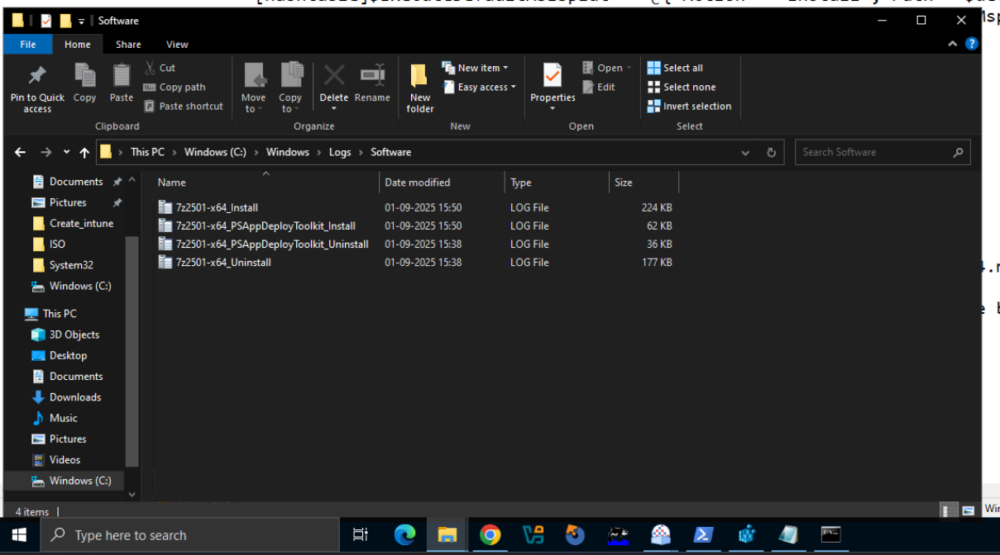 Software
File Home Share View
Pin to Quick access
Copy
Paste
Cut
Copy path
Paste shortcut
Clipboard
Move to
Copy to
Delete
Rename
Organize
New folder
New item
Easy access
New
Properties
Open
Edit
Open
Select all
Select none
Invert selection
Select
This PC > Windows (C:) > Windows > Logs > Software
Search Software
Name Date modified Type Size
7z2501-x64_Install 01-09-2025 15:50 LOG File 224 KB
7z2501-x64_PSAppDeployToolkit_Install 01-09-2025 15:50 LOG File 62 KB
7z2501-x64_PSAppDeployToolkit_Uninstall 01-09-2025 15:38 LOG File 36 KB
7z2501-x64_Uninstall 01-09-2025 15:38 LOG File 177 KB
Documents
Pictures
Create_intune
ISO
System32
Windows (C:)
This PC
3D Objects
Desktop
Documents
Downloads
Music
Pictures
Videos
Windows (C:)
4 items
Type here to search